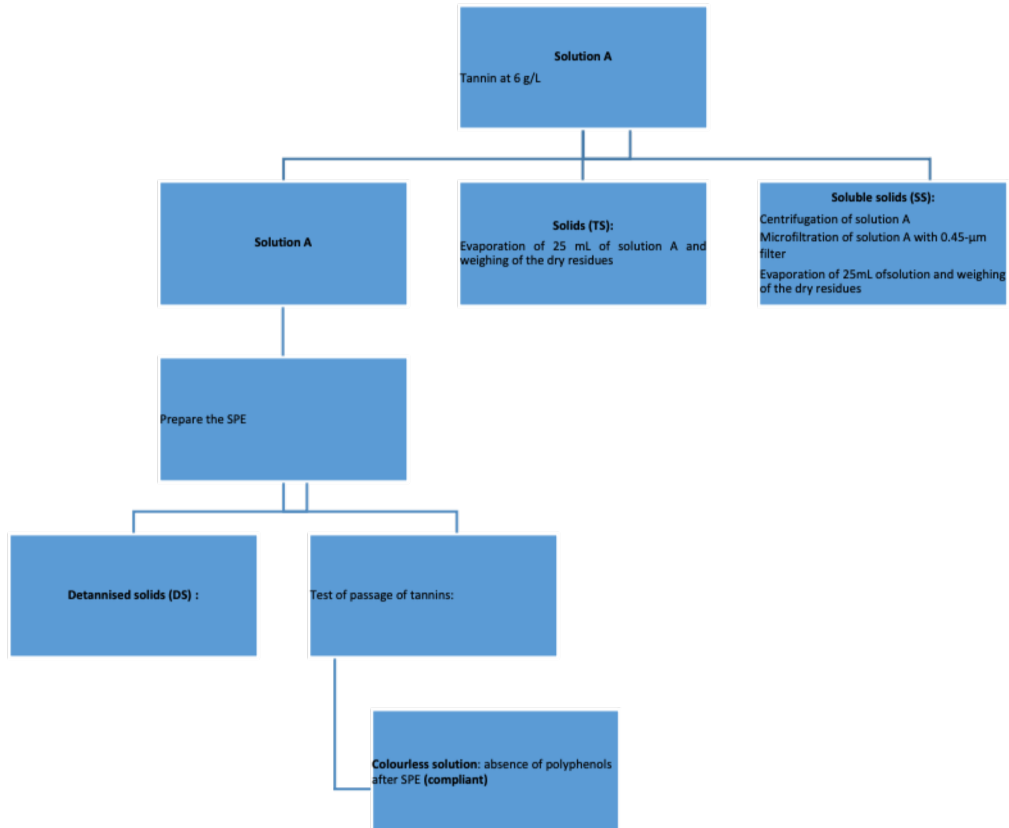 Solution A
Tannin at 6 g/L
Solution A
Solids (TS):
Evaporation of 25 mL of solution A and
weighing of the dry residues
Soluble solids (SS):
Centrifugation of solution A
Microfiltration of solution A with 0.45-µm
filter
Evaporation of 25mL ofsolution and weighing
of the dry residues
Prepare the SPE
Detannised solids (DS) :
Test of passage of tannins:
Colourless solution: absence of polyphenols
after SPE (compliant)